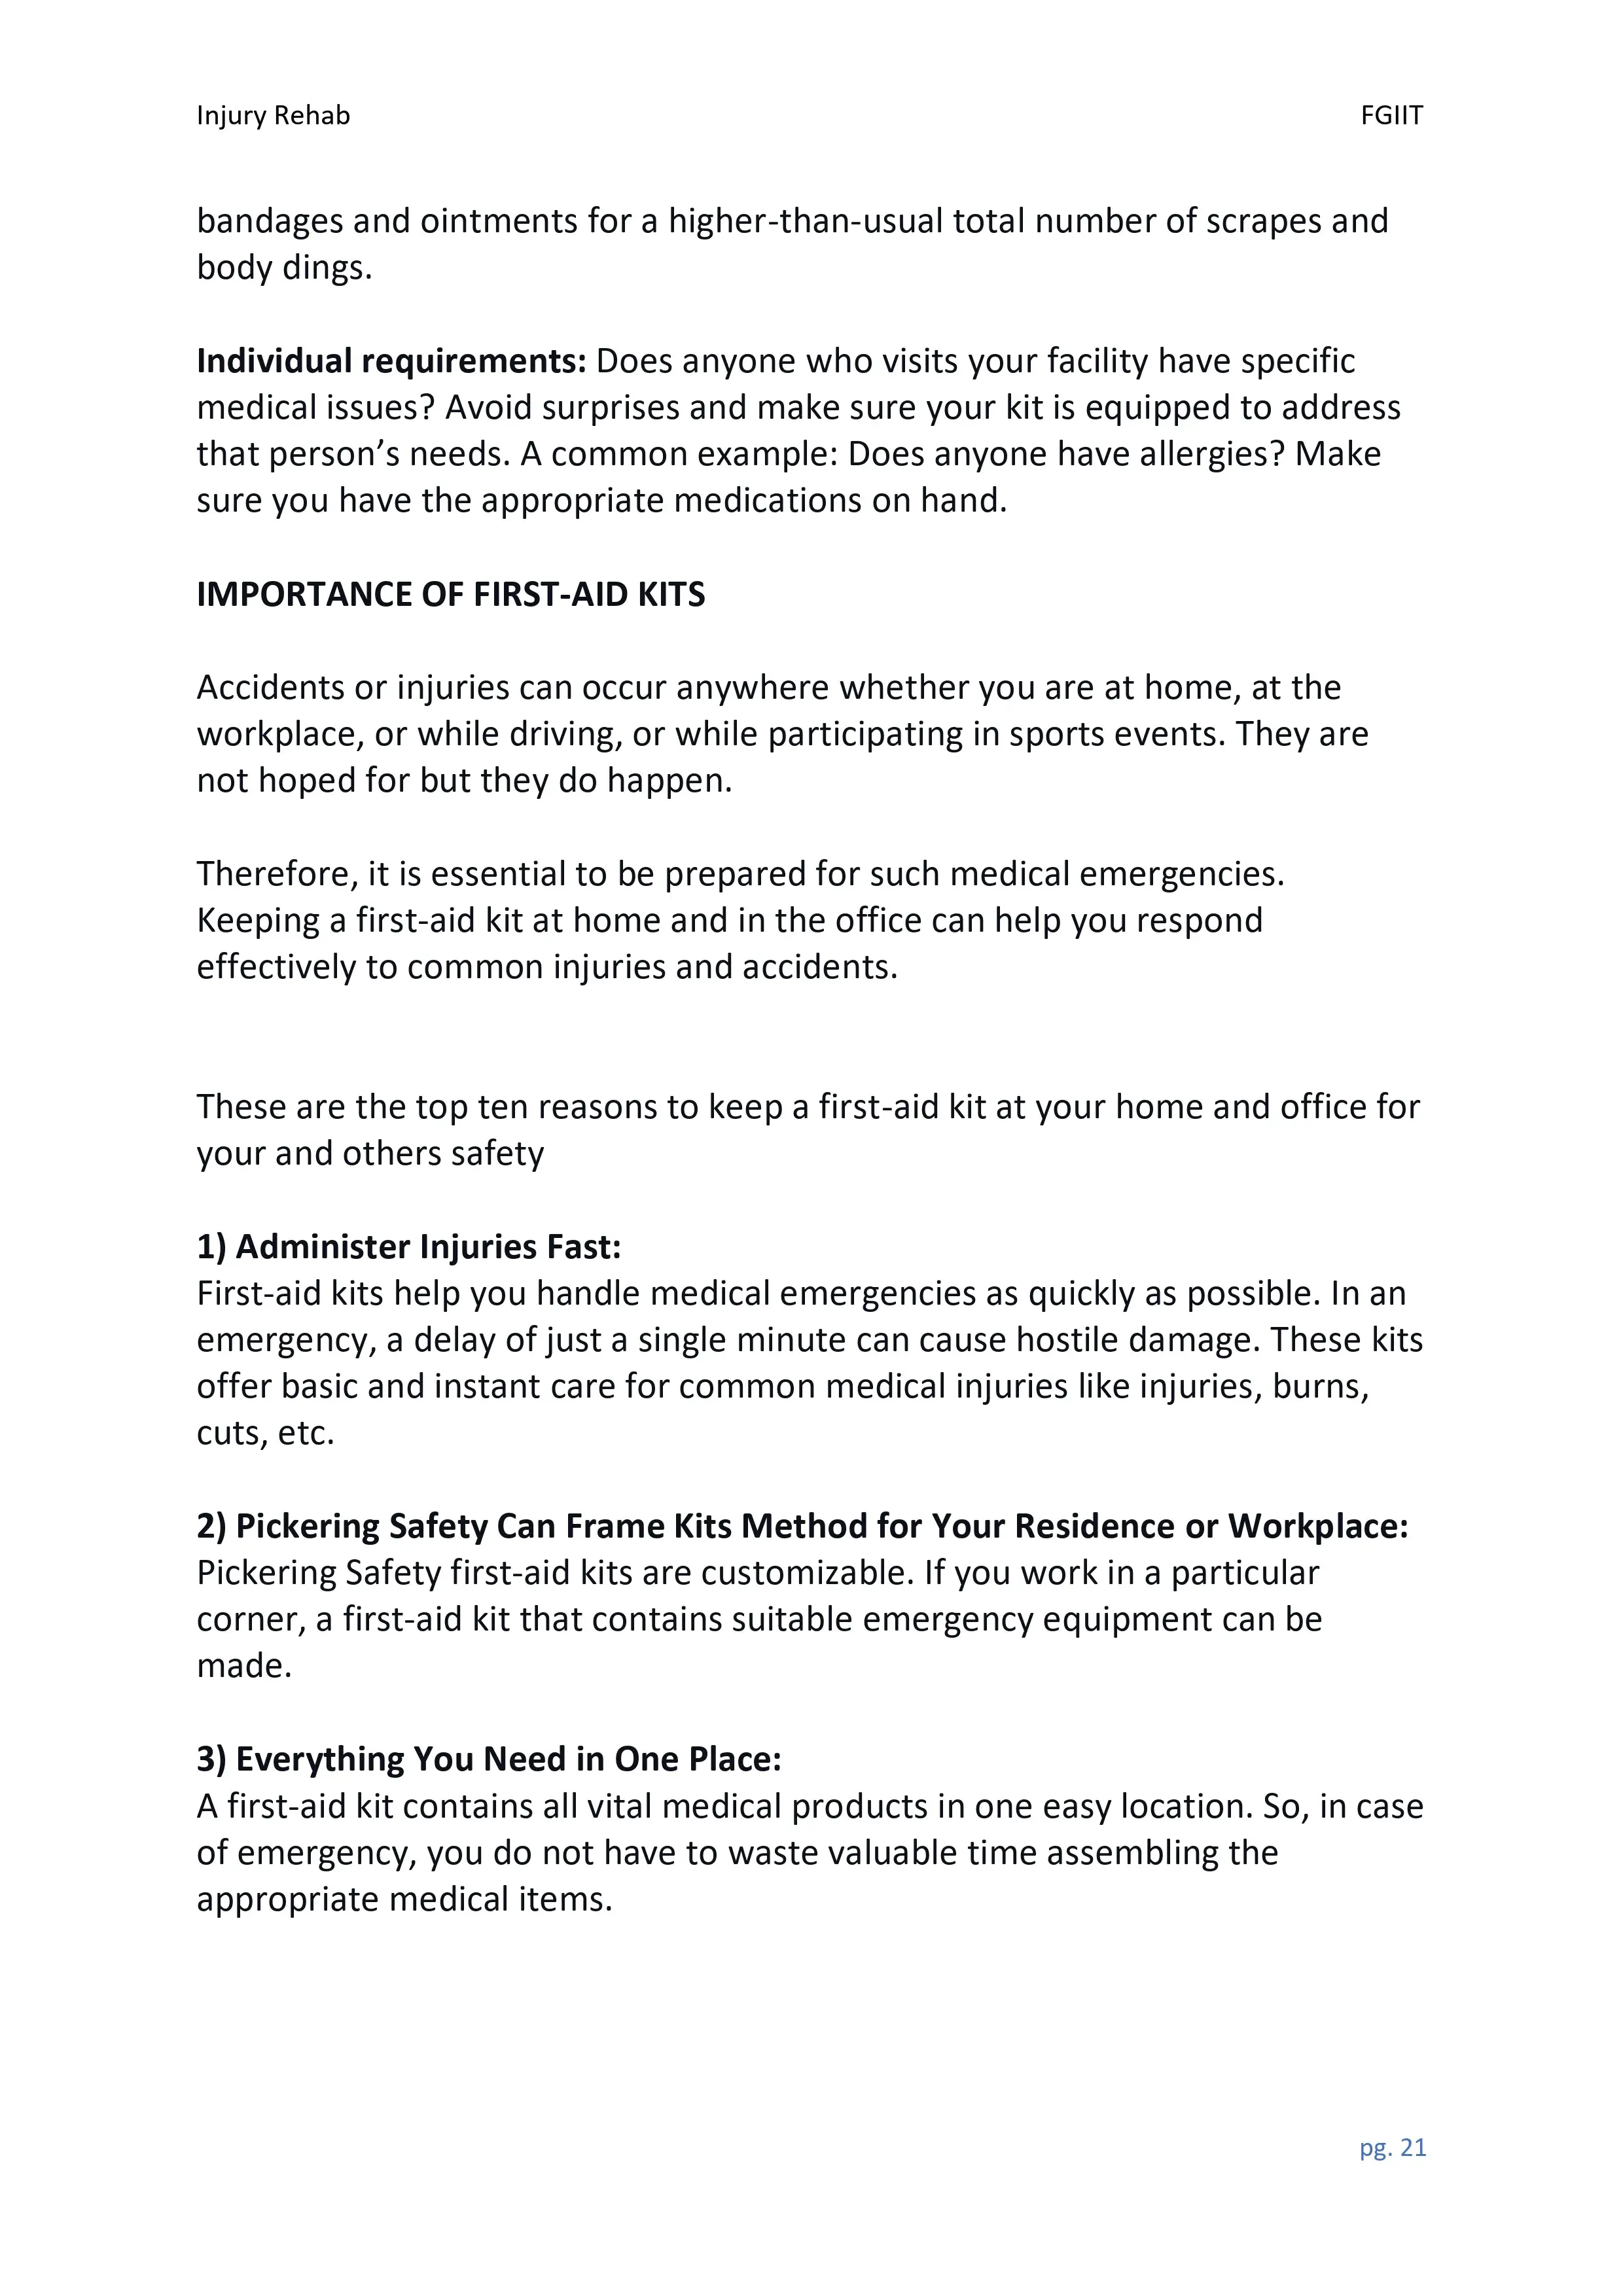 Injury Rehab FGIIT
bandages and ointments for a higher-than-usual total number of scrapes and
body dings.
Individual requirements: Does anyone who visits your facility have specific
medical issues? Avoid surprises and make sure your kit is equipped to address
that person’s needs. A common example: Does anyone have allergies? Make
sure you have the appropriate medications on hand.
IMPORTANCE OF FIRST-AID KITS
Accidents or injuries can occur anywhere whether you are at home, at the
workplace, or while driving, or while participating in sports events. They are
not hoped for but they do happen.
Therefore, it is essential to be prepared for such medical emergencies.
Keeping a first-aid kit at home and in the office can help you respond
effectively to common injuries and accidents.
These are the top ten reasons to keep a first-aid kit at your home and office for
your and others safety
1) Administer Injuries Fast:
First-aid kits help you handle medical emergencies as quickly as possible. In an
emergency, a delay of just a single minute can cause hostile damage. These kits
offer basic and instant care for common medical injuries like injuries, burns,
cuts, etc.
2) Pickering Safety Can Frame Kits Method for Your Residence or Workplace:
Pickering Safety first-aid kits are customizable. If you work in a particular
corner, a first-aid kit that contains suitable emergency equipment can be
made.
3) Everything You Need in One Place:
A first-aid kit contains all vital medical products in one easy location. So, in case
of emergency, you do not have to waste valuable time assembling the
appropriate medical items.
pg. 21